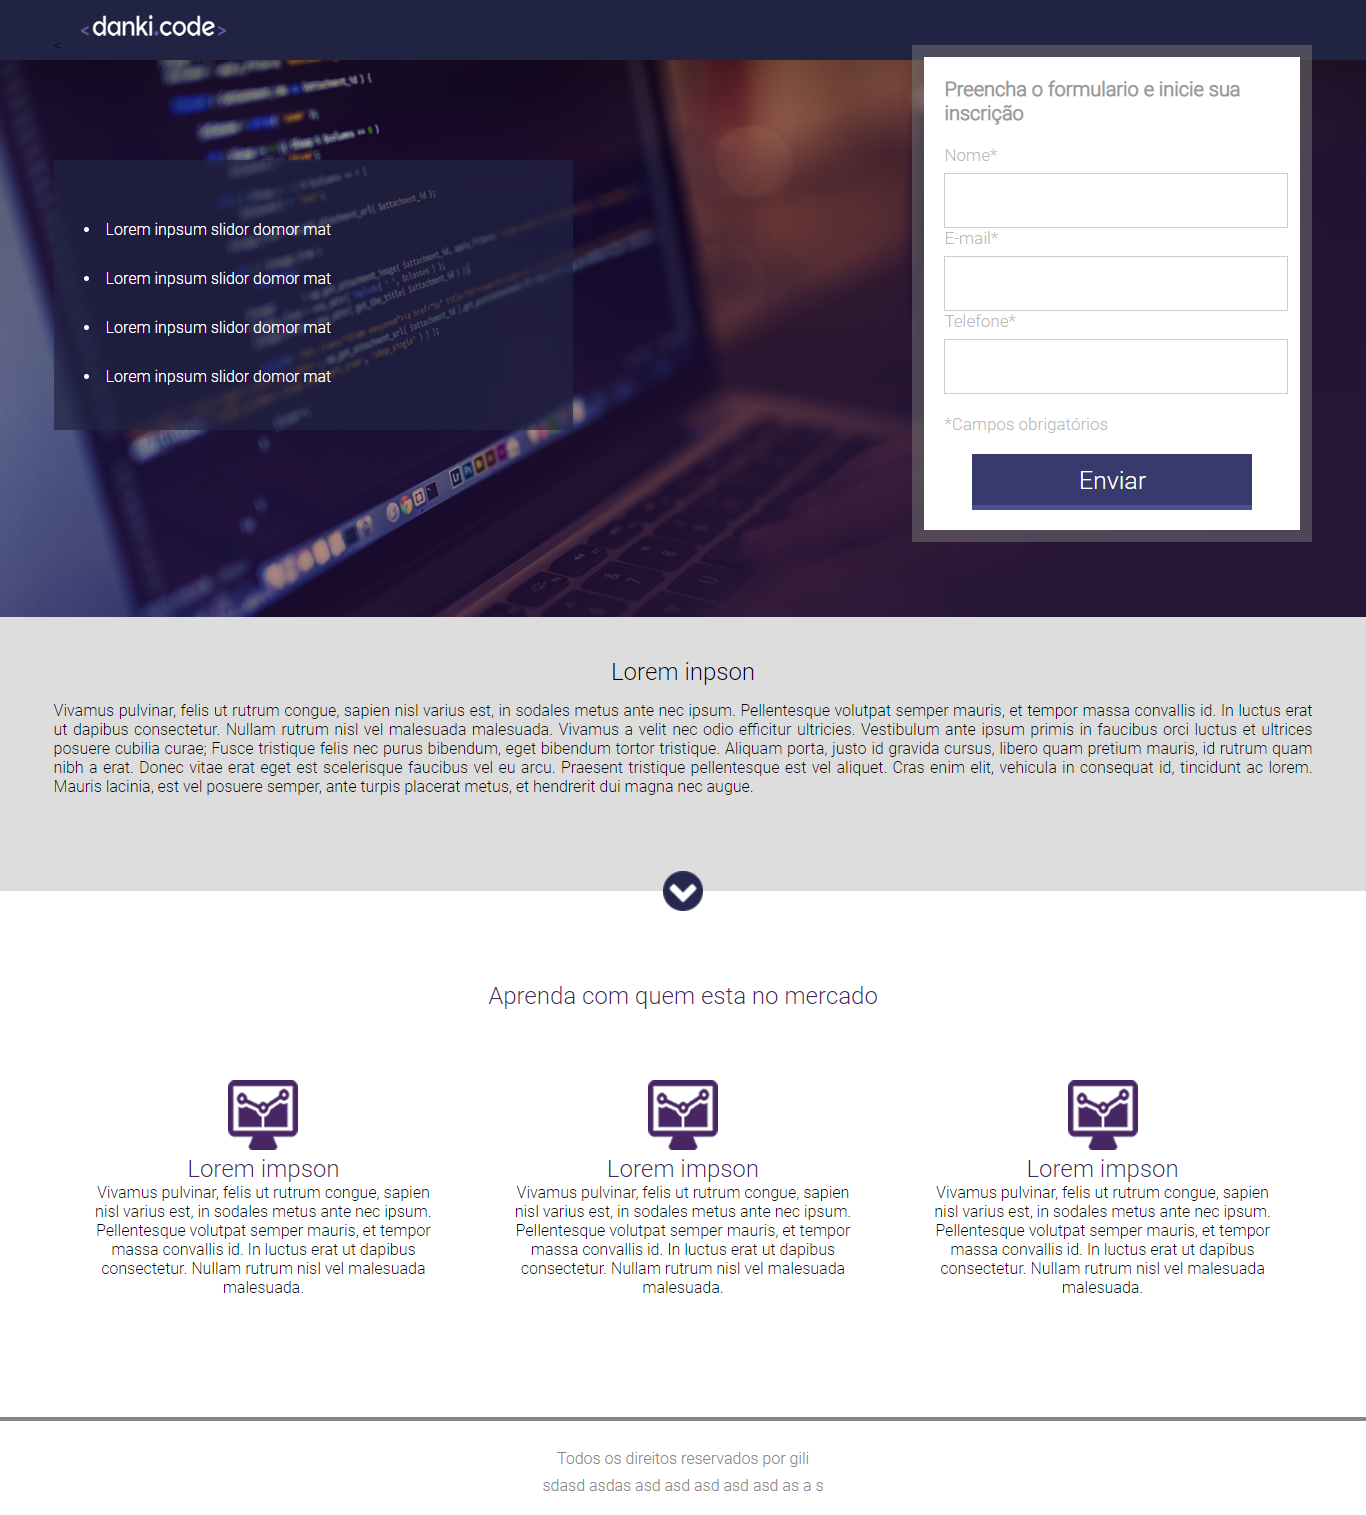 <danki.code>
<
Preencha o formulario e inicie sua
inscrição
Nome*
E-mail*
Telefone*
*Campos obrigatórios
Enviar
Lorem inpsum slidor domor mat
Lorem inpsum slidor domor mat
Lorem inpsum slidor domor mat
Lorem inpsum slidor domor mat
Lorem inpson
Vivamus pulvinar, felis ut rutrum congue, sapien nisl varius est, in sodales metus ante nec ipsum. Pellentesque volutpat semper mauris, et tempor massa convallis id. In luctus erat
ut dapibus consectetur. Nullam rutrum nisl vel malesuada malesuada. Vivamus a velit nec odio efficitur ultricies. Vestibulum ante ipsum primis in faucibus orci luctus et ultrices
posuere cubilia curae; Fusce tristique felis nec purus bibendum, eget bibendum tortor tristique. Aliquam porta, justo id gravida cursus, libero quam pretium mauris, id rutrum quam
nibh a erat. Donec vitae erat eget est scelerisque faucibus vel eu arcu. Praesent tristique pellentesque est vel aliquet. Cras enim elit, vehicula in consequat id, tincidunt ac lorem.
Mauris lacinia, est vel posuere semper, ante turpis placerat metus, et hendrerit dui magna nec augue.
Aprenda com quem esta no mercado
Lorem impson
Vivamus pulvinar, felis ut rutrum congue, sapien
nisl varius est, in sodales metus ante nec ipsum.
Pellentesque volutpat semper mauris, et tempor
massa convallis id. In luctus erat ut dapibus
consectetur. Nullam rutrum nisl vel malesuada
malesuada.
Lorem impson
Vivamus pulvinar, felis ut rutrum congue, sapien
nisl varius est, in sodales metus ante nec ipsum.
Pellentesque volutpat semper mauris, et tempor
massa convallis id. In luctus erat ut dapibus
consectetur. Nullam rutrum nisl vel malesuada
malesuada.
Lorem impson
Vivamus pulvinar, felis ut rutrum congue, sapien
nisl varius est, in sodales metus ante nec ipsum.
Pellentesque volutpat semper mauris, et tempor
massa convallis id. In luctus erat ut dapibus
consectetur. Nullam rutrum nisl vel malesuada
malesuada.
Todos os direitos reservados por gili
sdasd asdas asd asd asd asd asd as a s